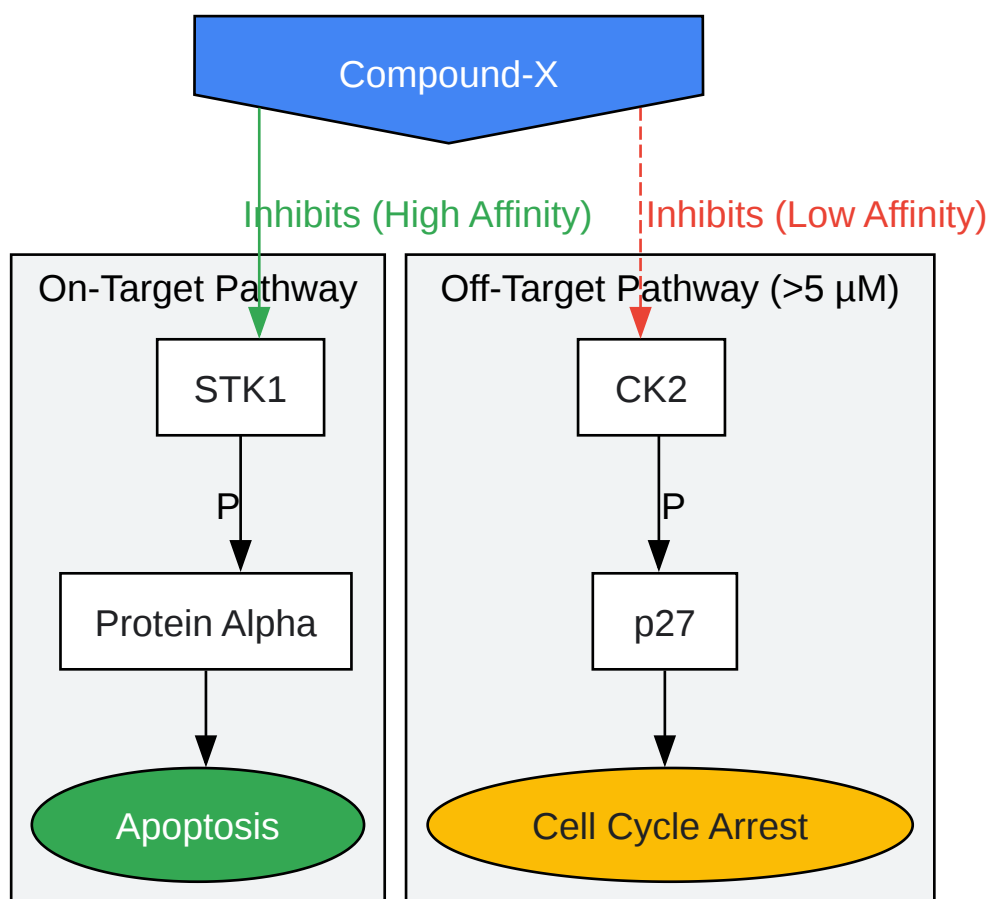 Compound-X
Inhibits (High Affinity)
Inhibits (Low Affinity)
On-Target Pathway
Off-Target Pathway (>5 µM)
STK1
CK2
P
P
Protein Alpha
p27
Apoptosis
Cell Cycle Arrest